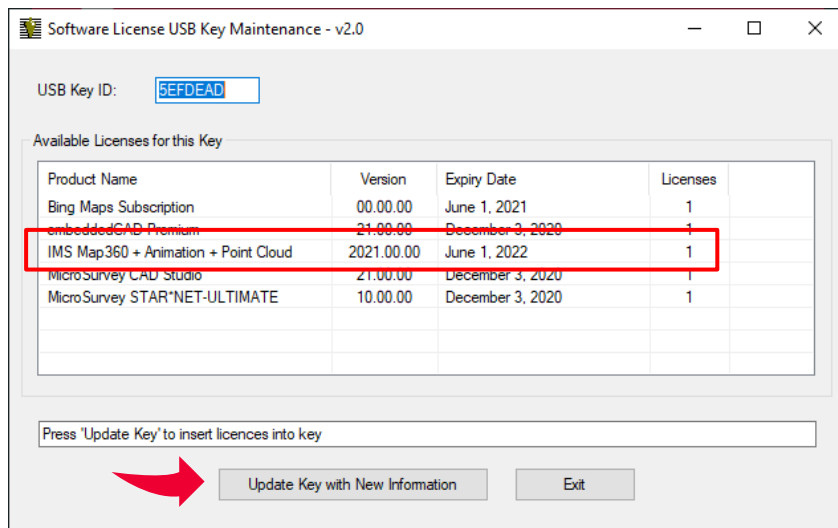 Software License USB Key Maintenance - v2.0
USB Key ID: 5EFDEAD
Available Licenses for this Key
Product Name Version Expiry Date Licenses
Bing Maps Subscription 00.00.00 June 1, 2021 1
embeddedCAD Premium 21.00.00 December 3, 2020 1
IMS Map360 + Animation + Point Cloud 2021.00.00 June 1, 2022 1
MicroSurvey CAD Studio 21.00.00 December 3, 2020 1
MicroSurvey STAR*NET-ULTIMATE 10.00.00 December 3, 2020 1
Press 'Update Key' to insert licences into key
Update Key with New Information Exit